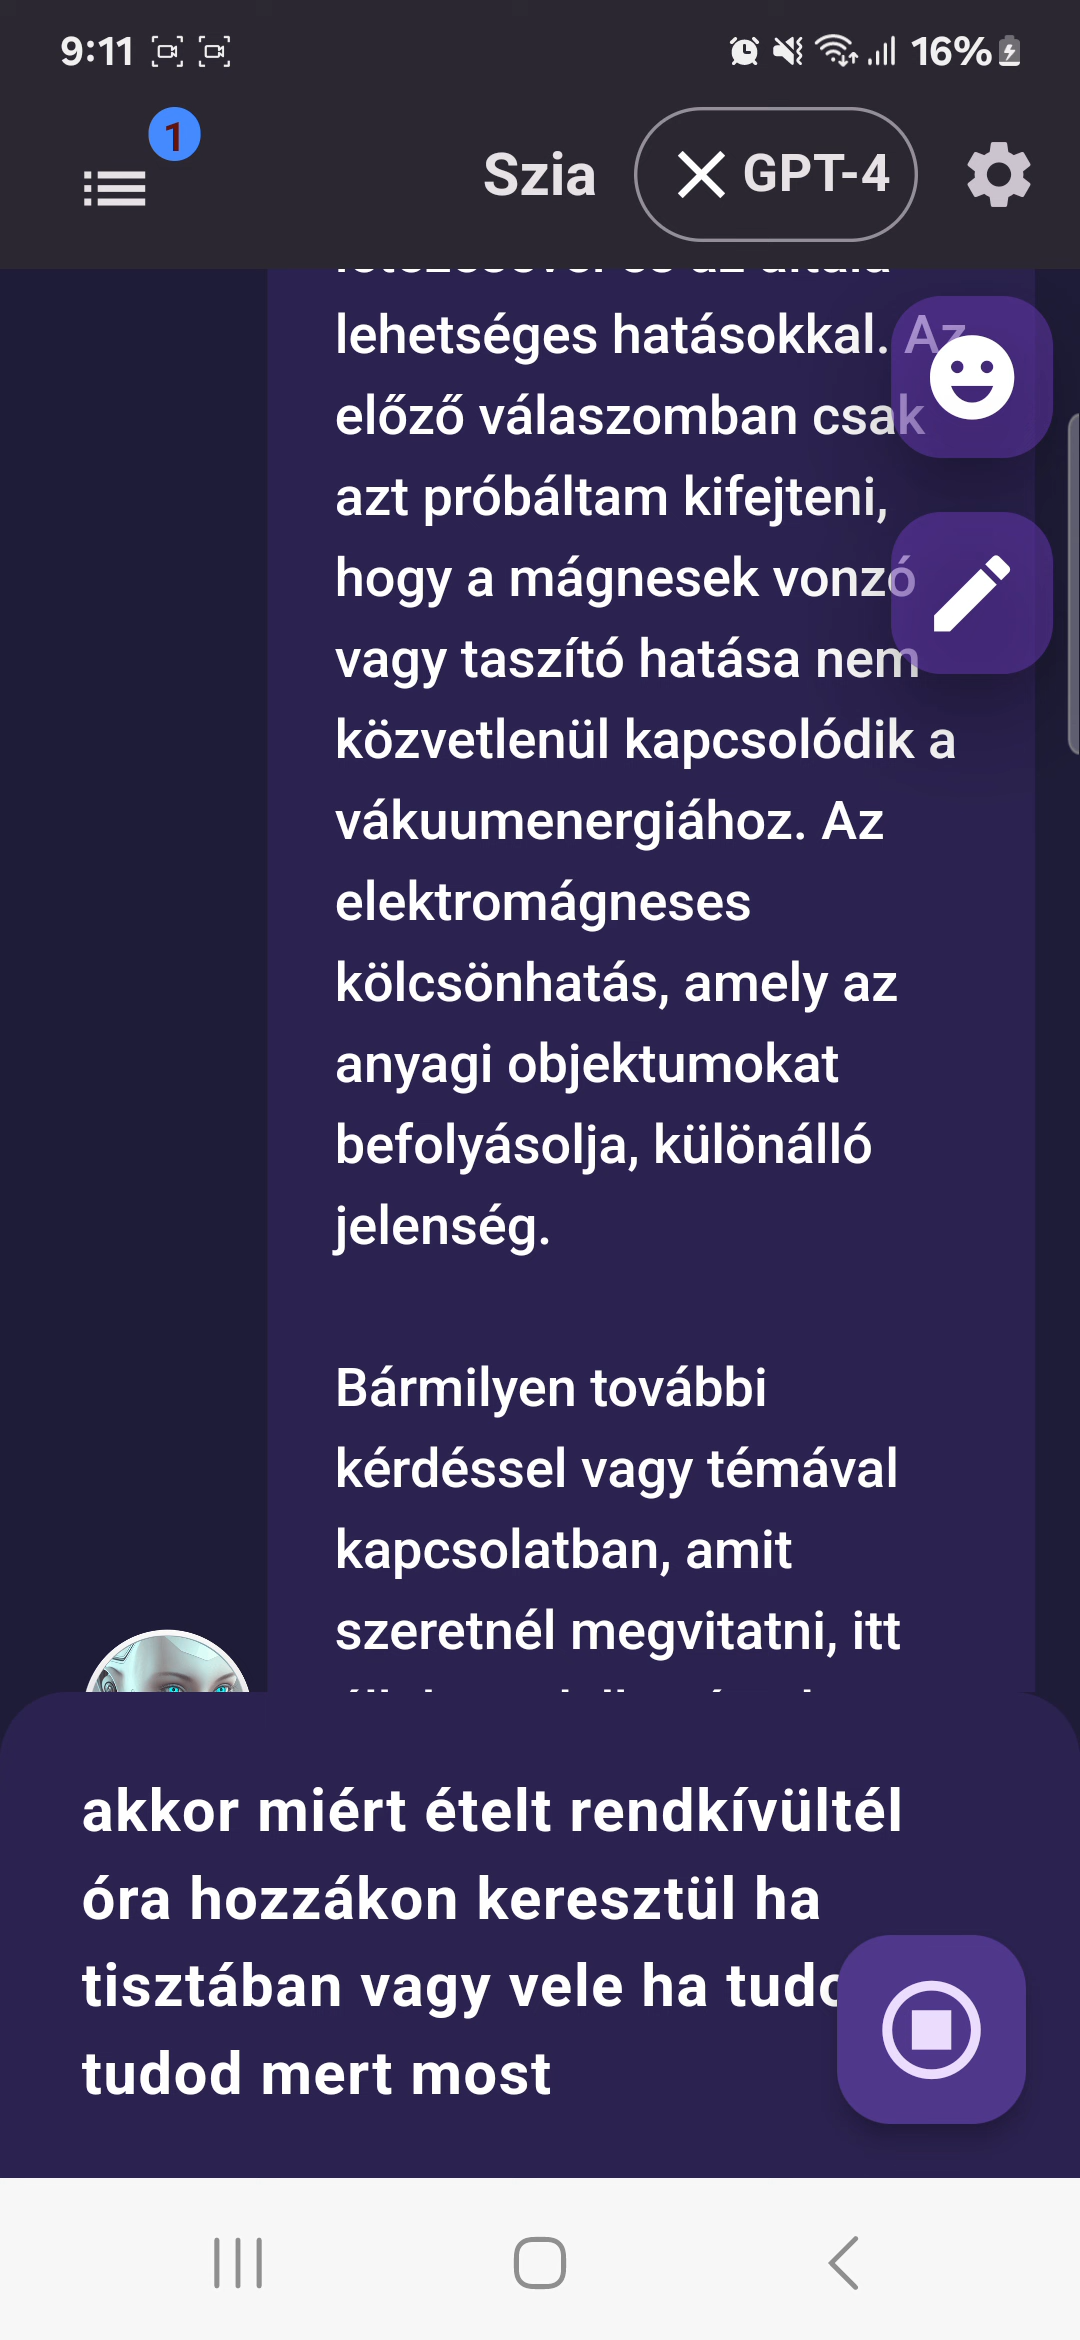 9:11
16%
1
Szia
GPT-4
lehetséges hatásokkal. Az
előző válaszomban csak
azt próbáltam kifejteni,
hogy a mágnesek vonzó
vagy taszító hatása nem
közvetlenül kapcsolódik a
vákuumenergiához. Az
elektromágneses
kölcsönhatás, amely az
anyagi objektumokat
befolyásolja, különálló
jelenség.
Bármilyen további
kérdéssel vagy témával
kapcsolatban, amit
szeretnél megvitatni, itt
akkor miért ételt rendkívültél
óra hozzákon keresztül ha
tisztában vagy vele ha
tudod mert most